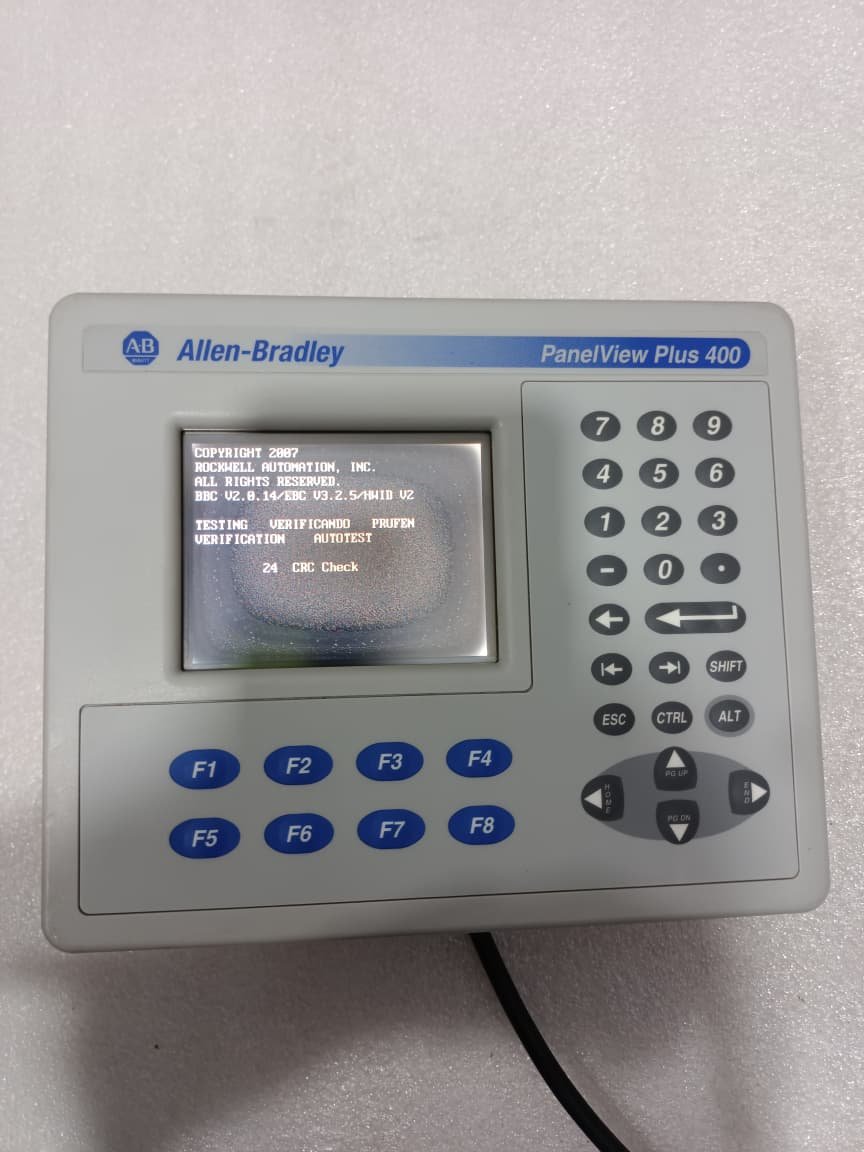 A·B
Allen-Bradley
PanelView Plus 400
COPYRIGHT 2007
ROCKWELL AUTOMATION, INC.
ALL RIGHTS RESERVED.
BBC V2.0.14/EBC V3.2.5/HWID V2
TESTING VERIFICANDO PRUFEN
VERIFICATION AUTOTEST
24 CRC Check
7 8 9
4 5 6
1 2 3
- 0 .
SHIFT
ESC CTRL ALT
PG UP
HOME END
PG DN
F1 F2 F3 F4
F5 F6 F7 F8